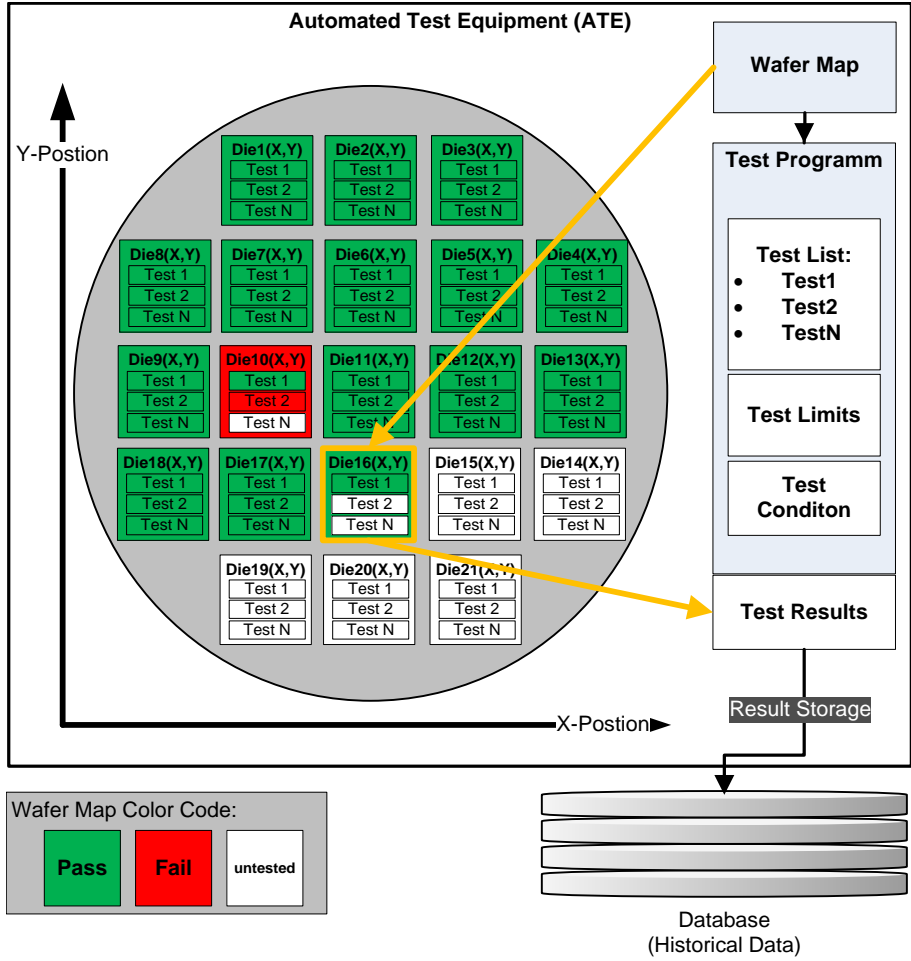 Automated Test Equipment (ATE)
Wafer Map
Y-Postion
Test Programm
Die1(X,Y)
Test 1
Test 2
Test N
Die2(X,Y)
Test 1
Test 2
Test N
Die3(X,Y)
Test 1
Test 2
Test N
Die8(X,Y)
Test 1
Test 2
Test N
Die7(X,Y)
Test 1
Test 2
Test N
Die6(X,Y)
Test 1
Test 2
Test N
Die5(X,Y)
Test 1
Test 2
Test N
Die4(X,Y)
Test 1
Test 2
Test N
Test List:
• Test1
• Test2
• TestN
Die9(X,Y)
Test 1
Test 2
Test N
Die10(X,Y)
Test 1
Test 2
Test N
Die11(X,Y)
Test 1
Test 2
Test N
Die12(X,Y)
Test 1
Test 2
Test N
Die13(X,Y)
Test 1
Test 2
Test N
Test Limits
Die18(X,Y)
Test 1
Test 2
Test N
Die17(X,Y)
Test 1
Test 2
Test N
Die16(X,Y)
Test 1
Test 2
Test N
Die15(X,Y)
Test 1
Test 2
Test N
Die14(X,Y)
Test 1
Test 2
Test N
Test
Conditon
Die19(X,Y)
Test 1
Test 2
Test N
Die20(X,Y)
Test 1
Test 2
Test N
Die21(X,Y)
Test 1
Test 2
Test N
Test Results
X-Postion
Result Storage
Wafer Map Color Code:
Pass
Fail
untested
Database
(Historical Data)